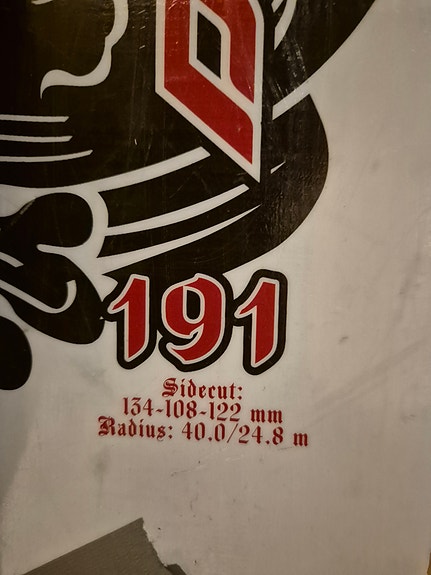 191
Sidecut:
134-108-122 mm
Radius: 40.0/24.8 m